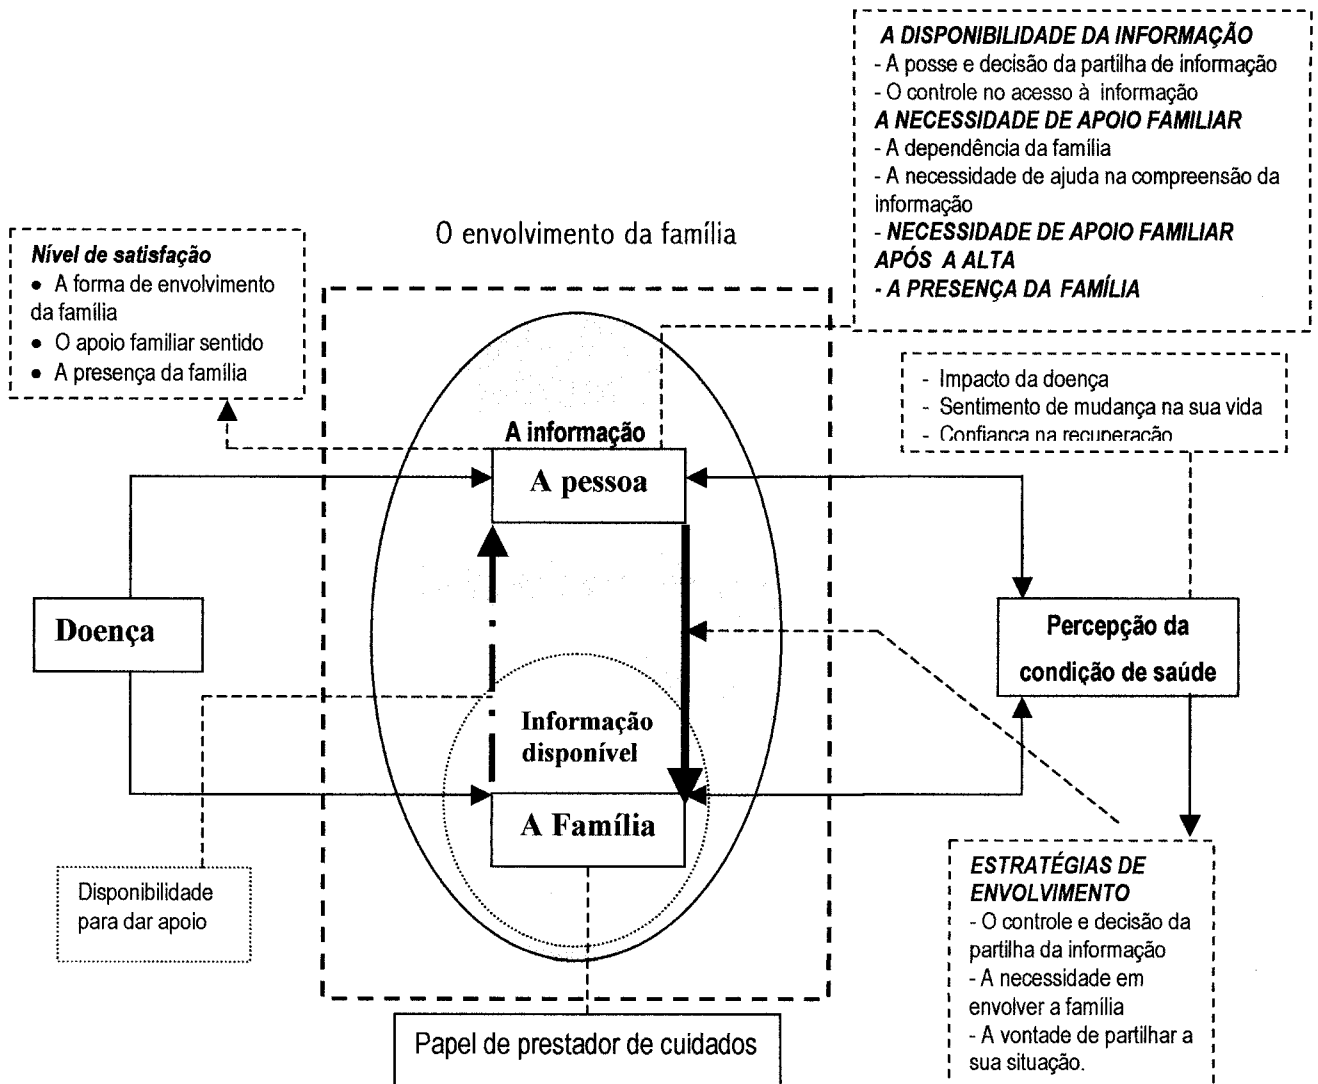 A DISPONIBILIDADE DA INFORMAÇÃO
- A posse e decisão da partilha de informação
- O controle no acesso à informação
A NECESSIDADE DE APOIO FAMILIAR
- A dependência da família
- A necessidade de ajuda na compreensão da
informação
- NECESSIDADE DE APOIO FAMILIAR
APÓS A ALTA
- A PRESENÇA DA FAMÍLIA
O envolvimento da família
Nível de satisfação
• A forma de envolvimento
da família
• O apoio familiar sentido
• A presença da família
- Impacto da doença
- Sentimento de mudança na sua vida
- Confiança na recuperação
A informação
A pessoa
Doença
Percepção da
condição de saúde
Informação
disponível
A Família
Disponibilidade
para dar apoio
ESTRATÉGIAS DE
ENVOLVIMENTO
- O controle e decisão da
partilha da informação
- A necessidade em
envolver a família
- A vontade de partilhar a
sua situação.
Papel de prestador de cuidados